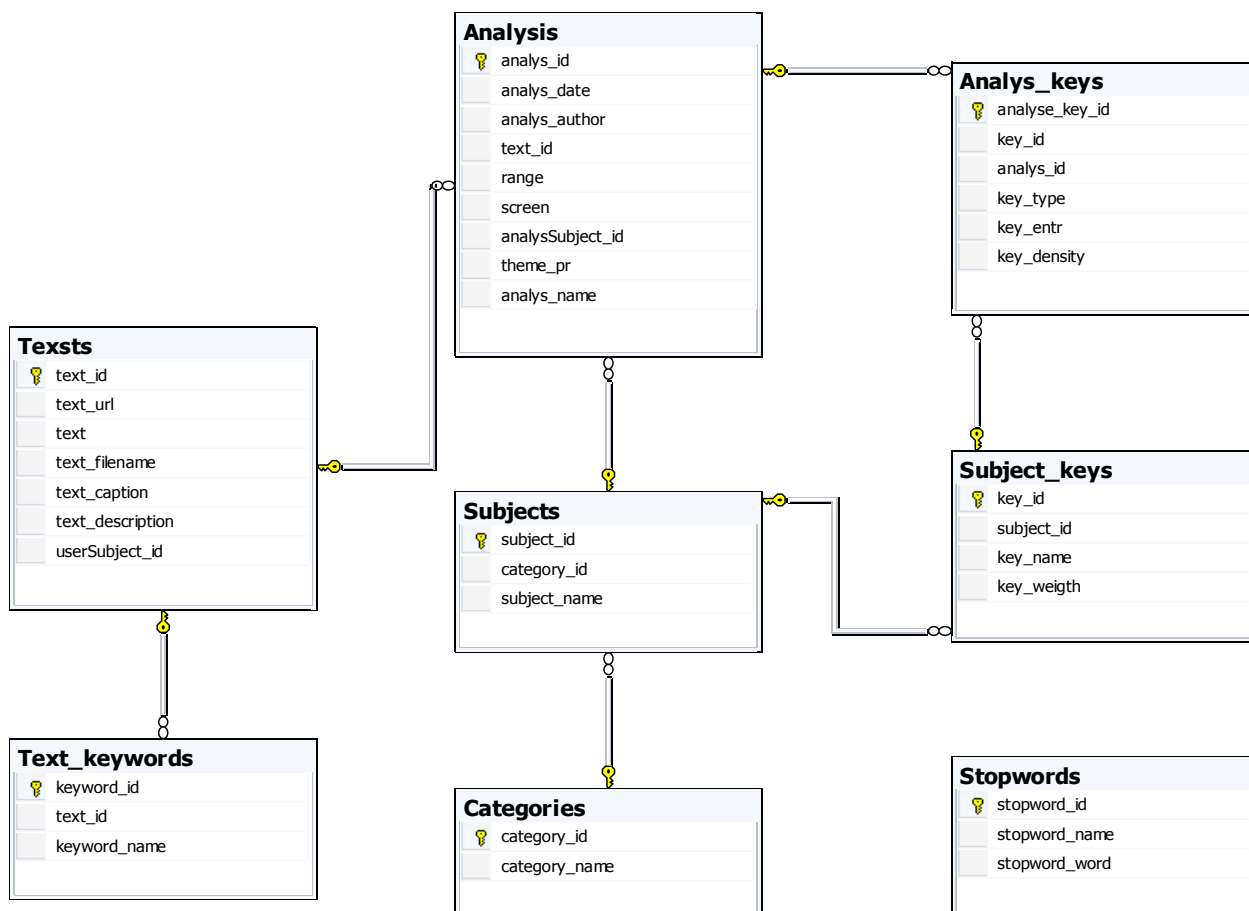 Analysis
analys_id
analys_date
analys_author
text_id
range
screen
analysSubject_id
theme_pr
analys_name
Analys_keys
analyse_key_id
key_id
analys_id
key_type
key_entr
key_density
Texsts
text_id
text_url
text
text_filename
text_caption
text_description
userSubject_id
Subjects
subject_id
category_id
subject_name
Subject_keys
key_id
subject_id
key_name
key_weigth
Text_keywords
keyword_id
text_id
keyword_name
Categories
category_id
category_name
Stopwords
stopword_id
stopword_name
stopword_word